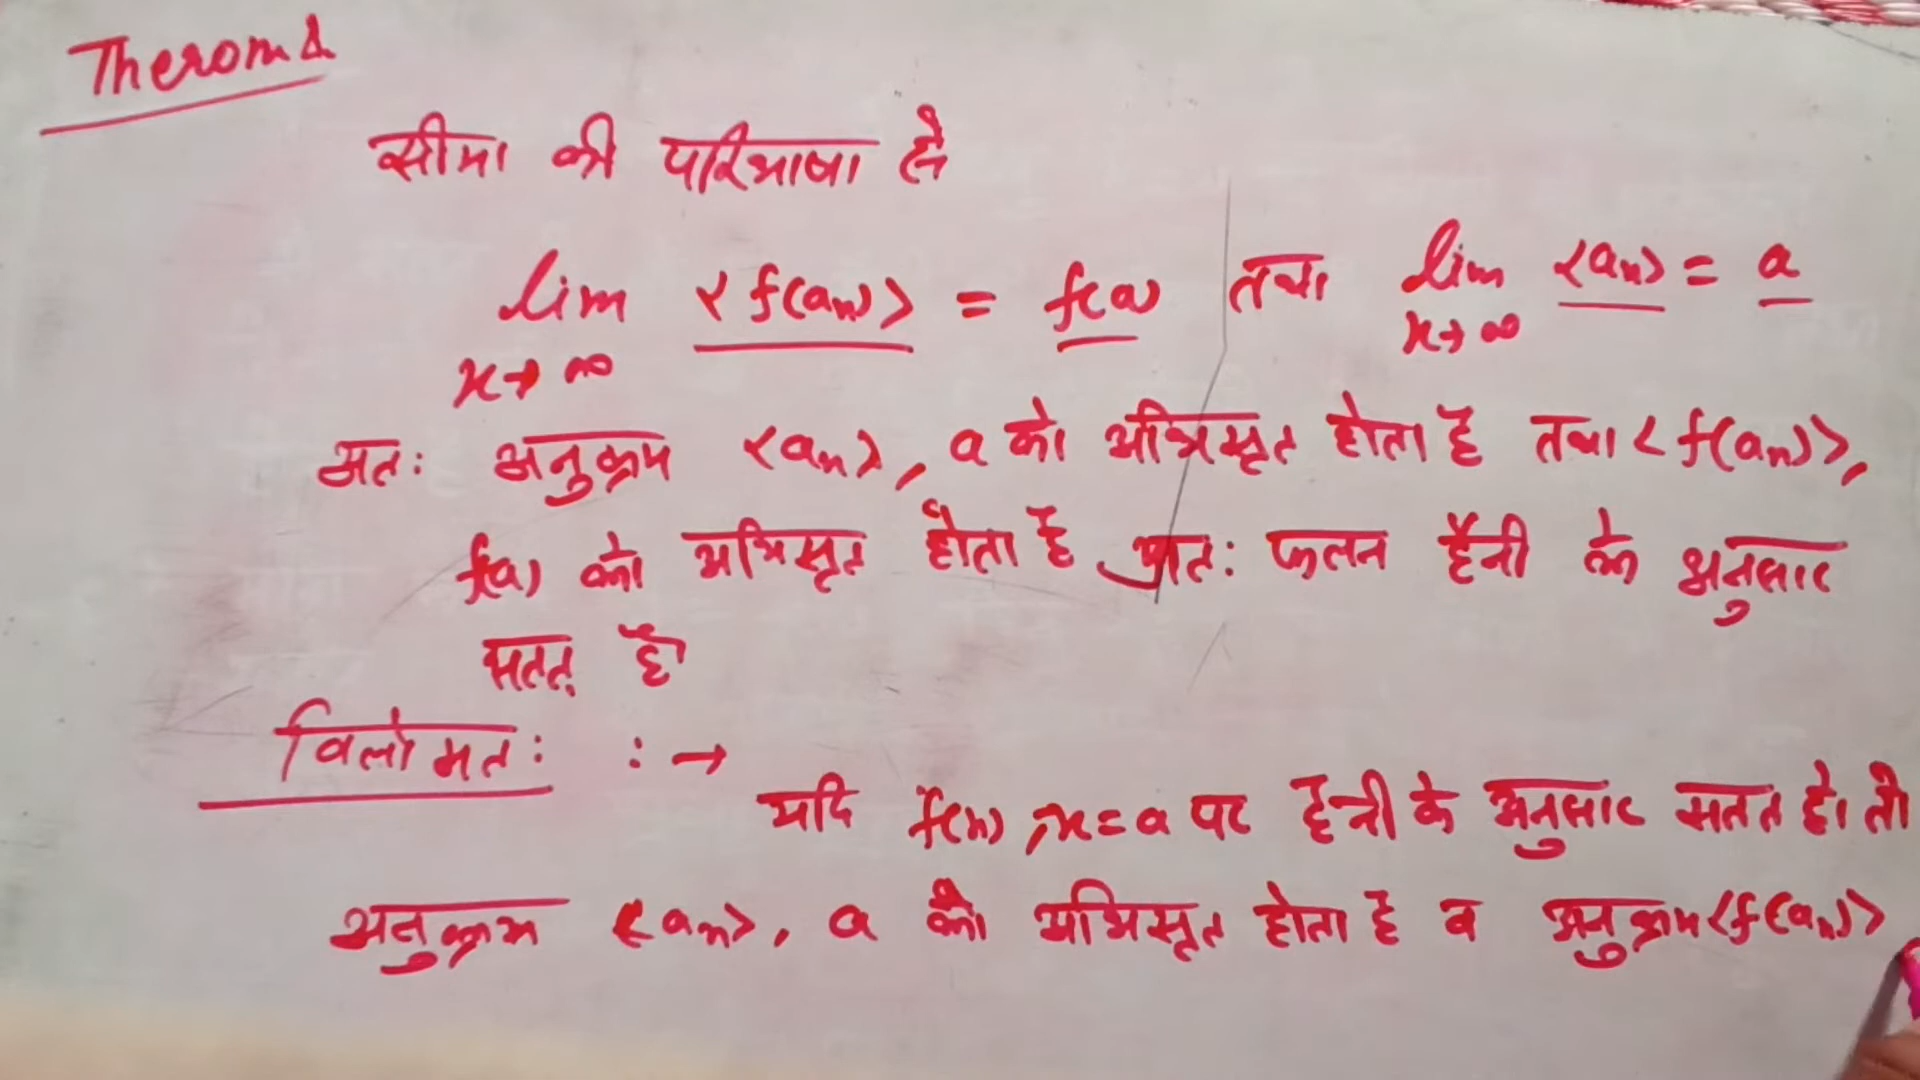 Therom 1
सीमा की परिभाषा से
lim <f(an)> = f(a) तथा lim <an> = a
x→∞ x→∞
अतः अनुक्रम <an>, a को अभिसृत होता है तथा <f(an)>,
f(a) को अभिसृत होता है अतः फलन हैनी के अनुसार
सतत् है
विलोमतः :→
यदि f(x), x=a पर हैनी के अनुसार सतत हो तो
अनुक्रम <an>, a को अभिसृत होता है व अनुक्रम <f(an)>